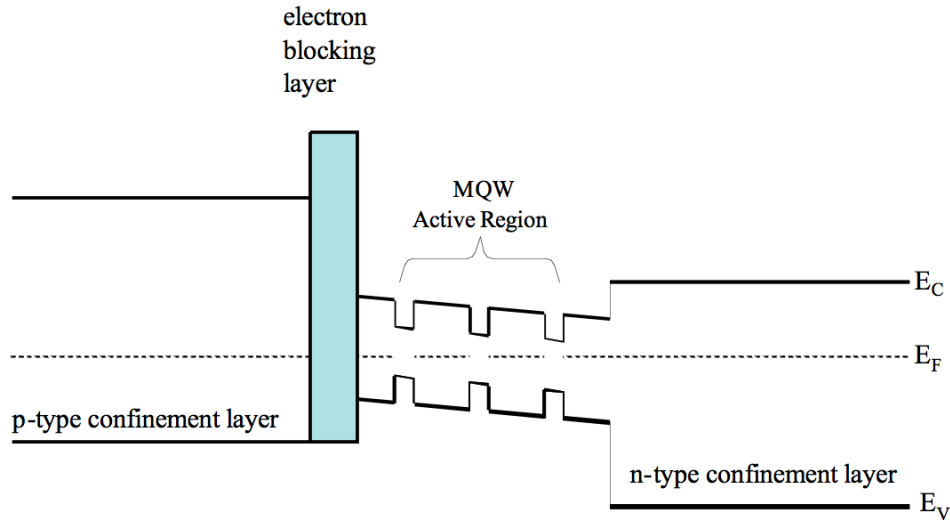 electron
blocking
layer
MQW
Active Region
E_C
E_F
p-type confinement layer
n-type confinement layer
E_V